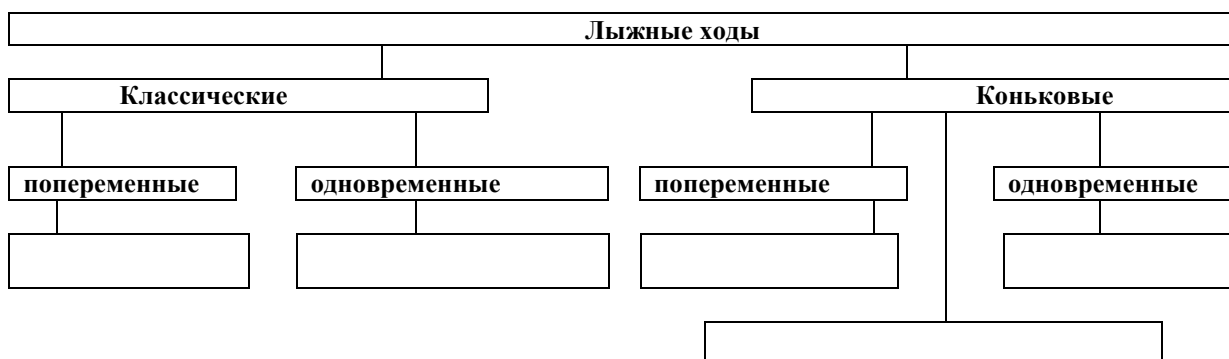 Лыжные ходы
Классические Коньковые
попеременные одновременные попеременные одновременные